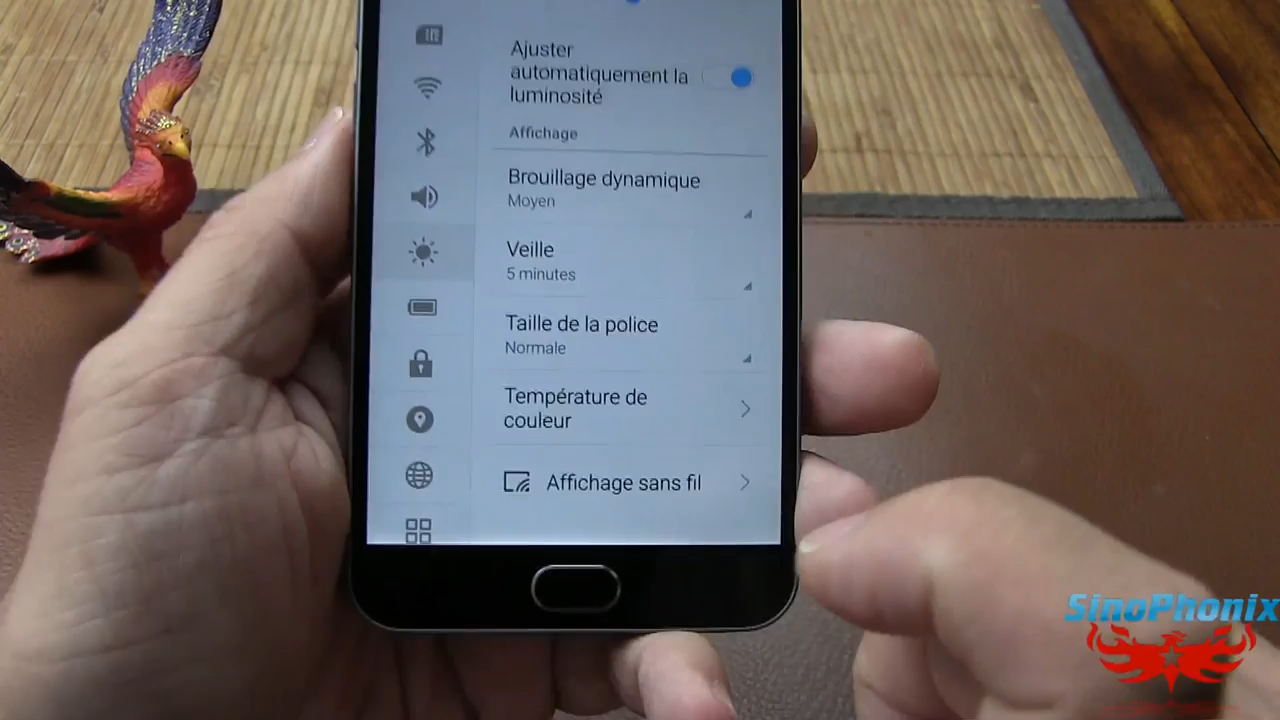 Ajuster
automatiquement la
luminosité
Affichage
Brouillage dynamique
Moyen
Veille
5 minutes
Taille de la police
Normale
Température de
couleur
Affichage sans fil
SinoPhonix